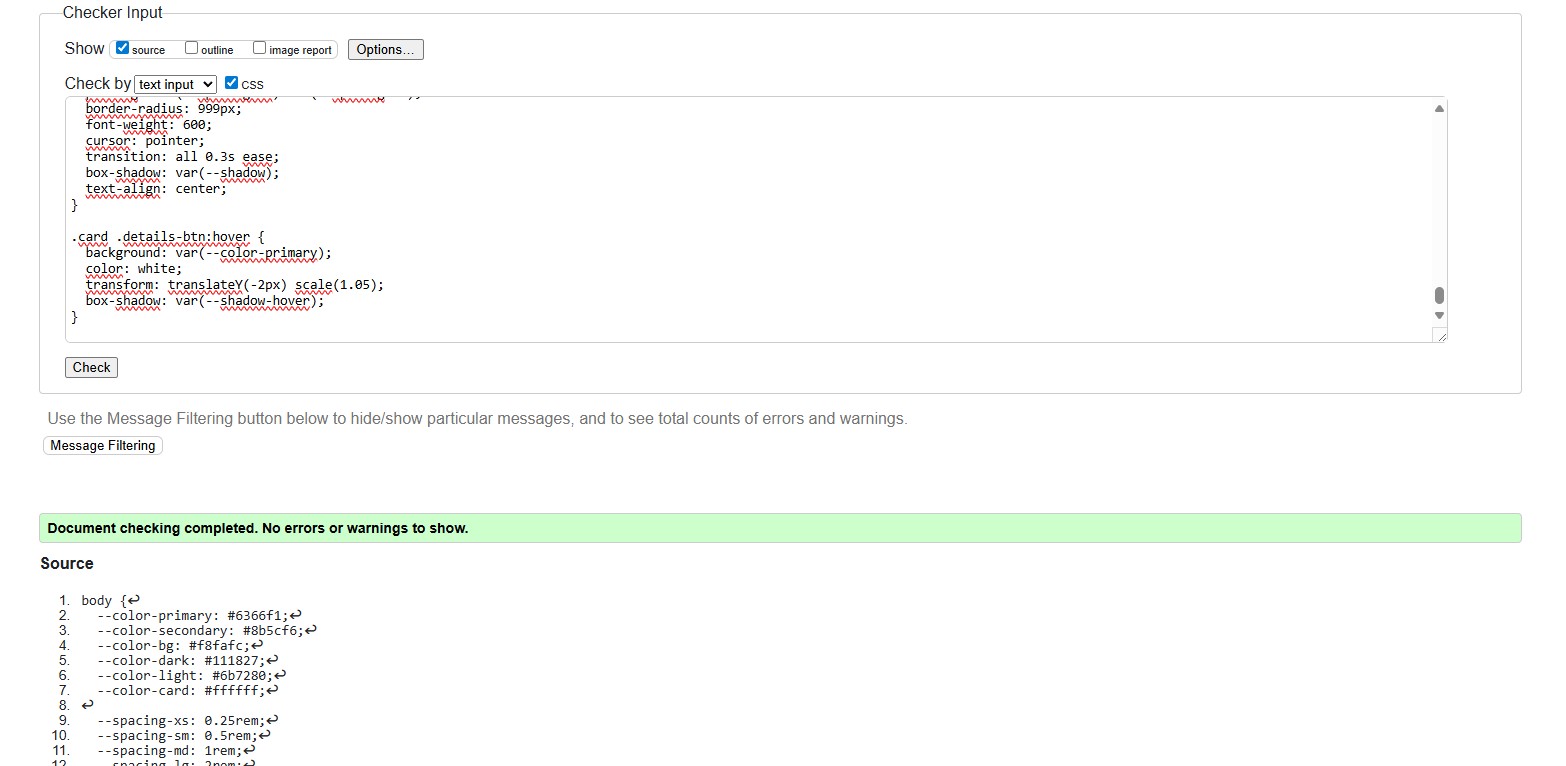 Checker Input
Show source outline image report Options...
Check by text input css
border-radius: 999px;
font-weight: 600;
cursor: pointer;
transition: all 0.3s ease;
box-shadow: var(--shadow);
text-align: center;
}
.card .details-btn:hover {
background: var(--color-primary);
color: white;
transform: translateY(-2px) scale(1.05);
box-shadow: var(--shadow-hover);
}
Check
Use the Message Filtering button below to hide/show particular messages, and to see total counts of errors and warnings.
Message Filtering
Document checking completed. No errors or warnings to show.
Source
1. body {↩
2. --color-primary: #6366f1;↩
3. --color-secondary: #8b5cf6;↩
4. --color-bg: #f8fafc;↩
5. --color-dark: #111827;↩
6. --color-light: #6b7280;↩
7. --color-card: #ffffff;↩
8. ↩
9. --spacing-xs: 0.25rem;↩
10. --spacing-sm: 0.5rem;↩
11. --spacing-md: 1rem;↩
12. --spacing-lg: 2rem;↩